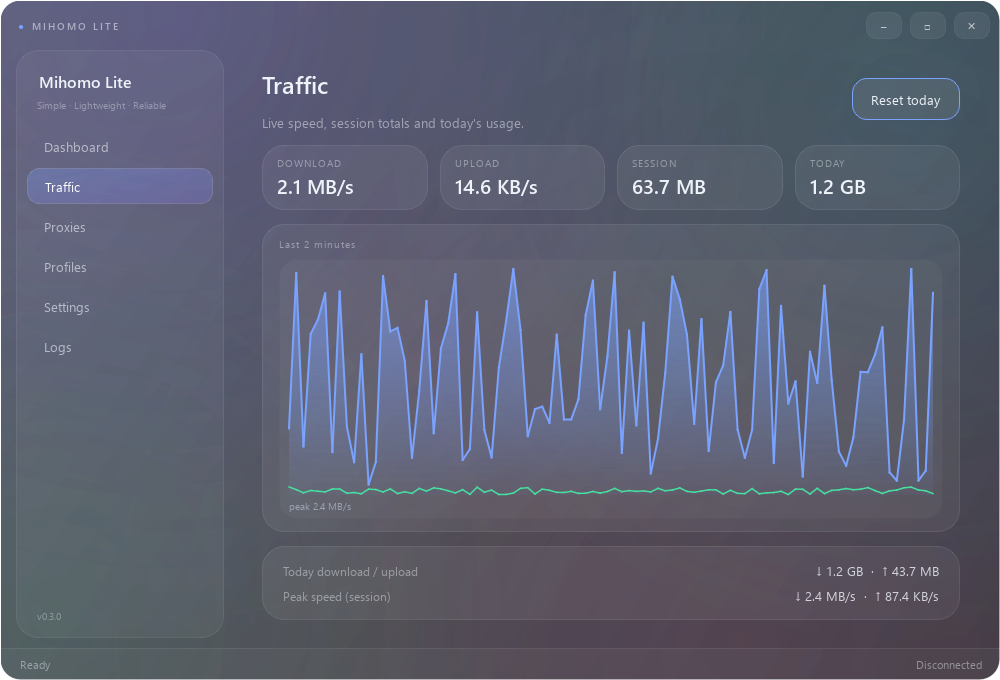 MIHOMO LITE
Mihomo Lite
Simple · Lightweight · Reliable
Dashboard
Traffic
Proxies
Profiles
Settings
Logs
v0.3.0
Traffic
Live speed, session totals and today's usage.
Reset today
DOWNLOAD
2.1 MB/s
UPLOAD
14.6 KB/s
SESSION
63.7 MB
TODAY
1.2 GB
Last 2 minutes
peak 2.4 MB/s
Today download / upload
↓ 1.2 GB · ↑ 43.7 MB
Peak speed (session)
↓ 2.4 MB/s · ↑ 87.4 KB/s
Ready
Disconnected